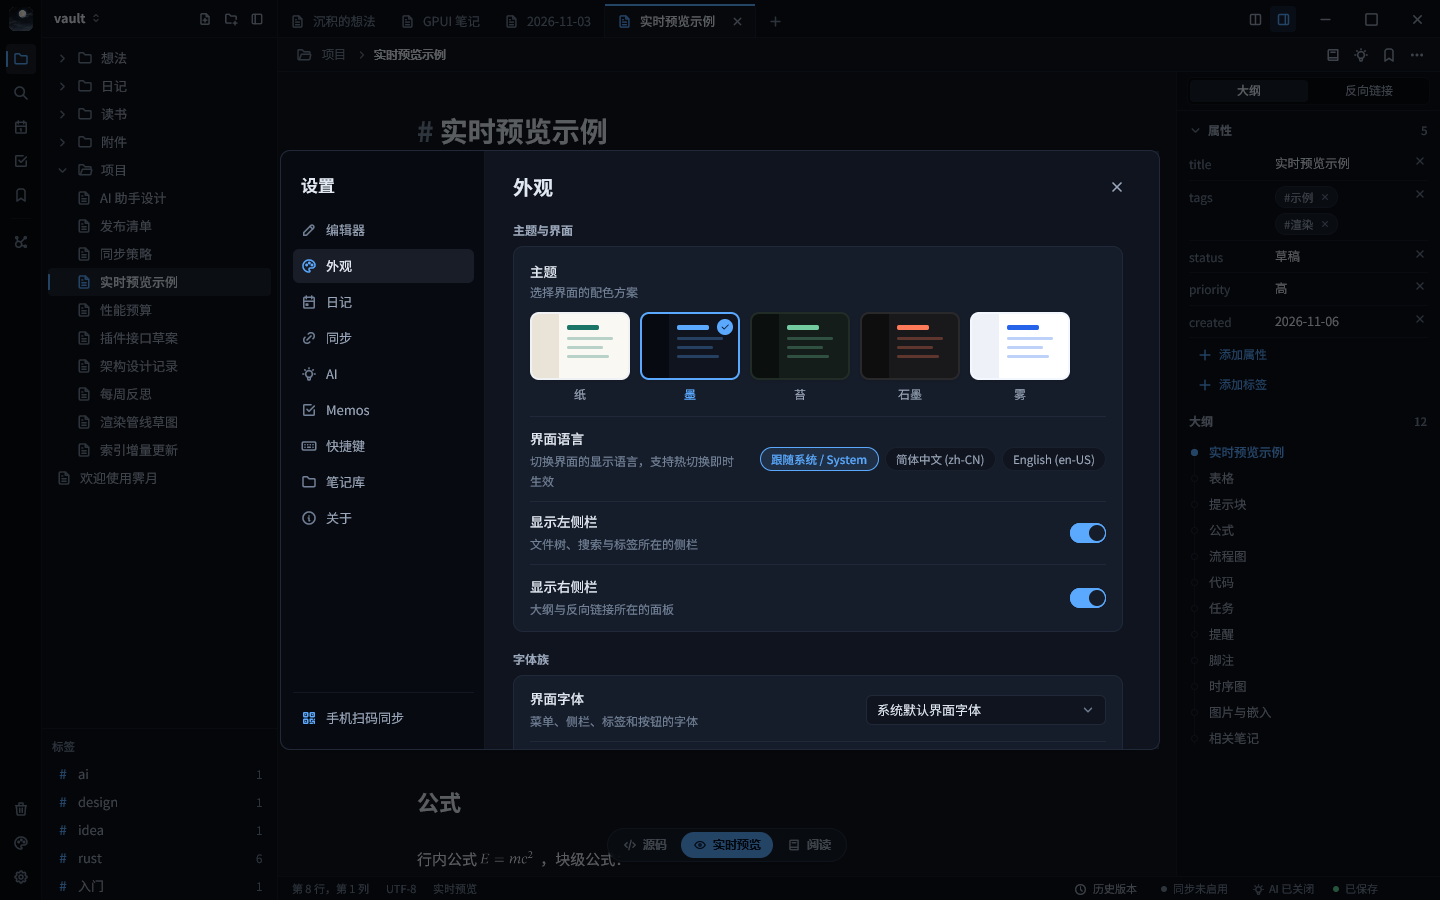 vault
沉积的想法
GPUI 笔记
2026-11-03
实时预览示例
项目
实时预览示例
想法
日记
读书
附件
项目
AI 助手设计
发布清单
同步策略
实时预览示例
性能预算
插件接口草案
架构设计记录
每周反思
渲染管线草图
索引增量更新
欢迎使用霁月
标签
# ai 1
# design 1
# idea 1
# rust 6
# 入门 1
# 实时预览示例
设置
编辑器
外观
日记
同步
AI
Memos
快捷键
笔记库
关于
手机扫码同步
外观
主题与界面
主题
选择界面的配色方案
纸
墨
苔
石墨
雾
界面语言
切换界面的显示语言，支持热切换即时
生效
跟随系统 / System
简体中文 (zh-CN)
English (en-US)
显示左侧栏
文件树、搜索与标签所在的侧栏
显示右侧栏
大纲与反向链接所在的面板
字体族
界面字体
菜单、侧栏、标签和按钮的字体
系统默认界面字体
公式
行内公式 E = mc² ，块级公式：
源码
实时预览
阅读
大纲
反向链接
属性 5
title 实时预览示例
tags #示例
#渲染
status 草稿
priority 高
created 2026-11-06
添加属性
添加标签
大纲 12
实时预览示例
表格
提示块
公式
流程图
代码
任务
提醒
脚注
时序图
图片与嵌入
相关笔记
第 8 行，第 1 列
UTF-8
实时预览
历史版本
同步未启用
AI 已关闭
已保存